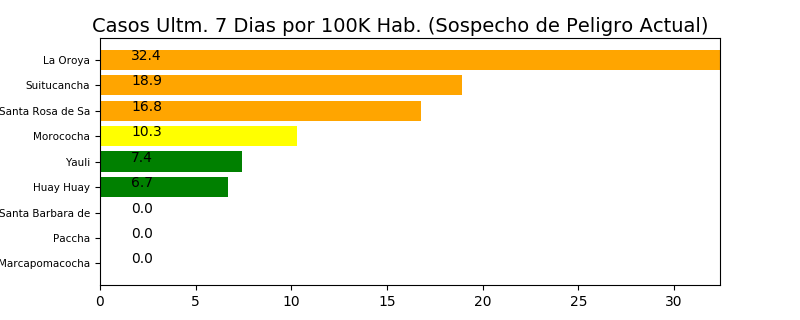 Casos Ultm. 7 Dias por 100K Hab. (Sospecho de Peligro Actual)
La Oroya 32.4
Suitucancha 18.9
Santa Rosa de Sa 16.8
Morococha 10.3
Yauli 7.4
Huay Huay 6.7
Santa Barbara de 0.0
Paccha 0.0
Marcapomacocha 0.0
0 5 10 15 20 25 30